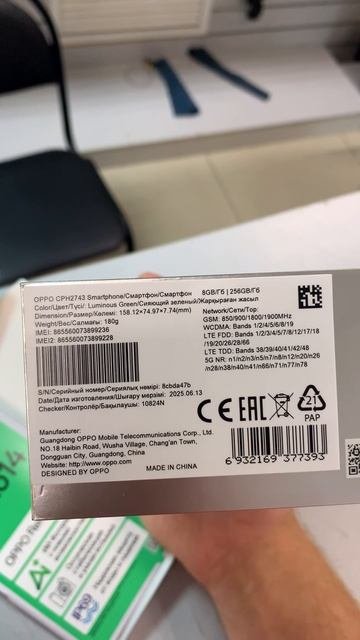 OPPO CPH2743 Smartphone/Смартфон/Смартфон 8GB/Гб | 256GB/Гб
Color/Цвет/Түсі/: Luminous Green/Сияющий зеленый/Жарқыраған жасыл
Dimension/Размер/Көлемі: 158.12×74.97×7.74(mm)
Weight/Вес/Салмағы: 180g
IMEI: 865560073899236
IMEI2: 865560073899228
S/N/Серийный номер/Сериялық нөмірі: 8cbda47b
Date/Дата изготовления/Шығару мерзімі: 2025.06.13
Checker/Контролёр/Бақылаушы: 10824N
Network/Сети/Тор:
GSM: 850/900/1800/1900MHz
WCDMA: Bands 1/2/4/5/6/8/19
LTE FDD: Bands 1/2/3/4/5/7/8/12/17/18
/19/20/26/28/66
LTE TDD: Bands 38/39/40/41/42/48
5G NR: n1/n2/n3/n5/n7/n8/n12/n20/n26
/n28/n38/n40/n41/n66/n71/n77/n78
CE EAC 21
PAP
Manufacturer:
Guangdong OPPO Mobile Telecommunications Corp., Ltd.
NO.18 Haibin Road, Wusha Village, Chang'an Town,
Dongguan City, Guangdong, China
Website: http://www.oppo.com
DESIGNED BY OPPO MADE IN CHINA
6 932169 377393
OPPO
IP69